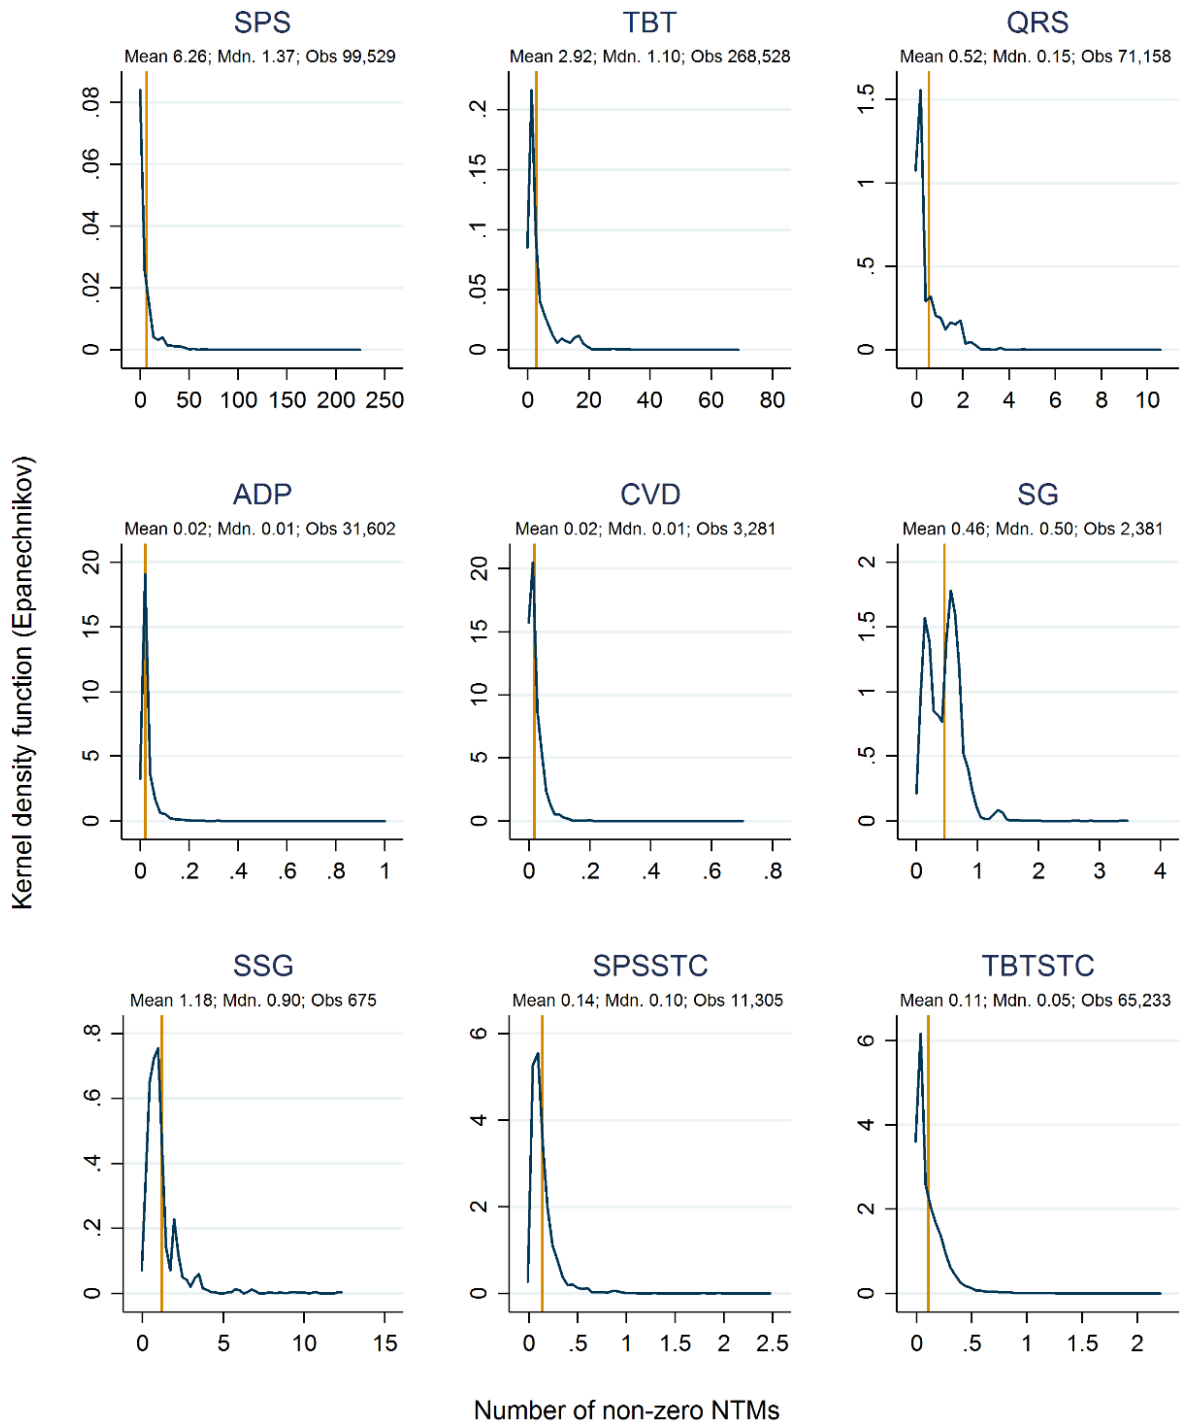 SPS
Mean 6.26; Mdn. 1.37; Obs 99,529
.08
.06
.04
.02
0
0 50 100 150 200 250
TBT
Mean 2.92; Mdn. 1.10; Obs 268,528
.2
.15
.1
.05
0
0 20 40 60 80
QRS
Mean 0.52; Mdn. 0.15; Obs 71,158
1.5
1
.5
0
0 2 4 6 8 10
Kernel density function (Epanechnikov)
ADP
Mean 0.02; Mdn. 0.01; Obs 31,602
20
15
10
5
0
0 .2 .4 .6 .8 1
CVD
Mean 0.02; Mdn. 0.01; Obs 3,281
20
15
10
5
0
0 .2 .4 .6 .8
SG
Mean 0.46; Mdn. 0.50; Obs 2,381
2
1.5
1
.5
0
0 1 2 3 4
SSG
Mean 1.18; Mdn. 0.90; Obs 675
.8
.6
.4
.2
0
0 5 10 15
SPSSTC
Mean 0.14; Mdn. 0.10; Obs 11,305
6
4
2
0
0 .5 1 1.5 2 2.5
TBTSTC
Mean 0.11; Mdn. 0.05; Obs 65,233
6
4
2
0
0 .5 1 1.5 2
Number of non-zero NTMs